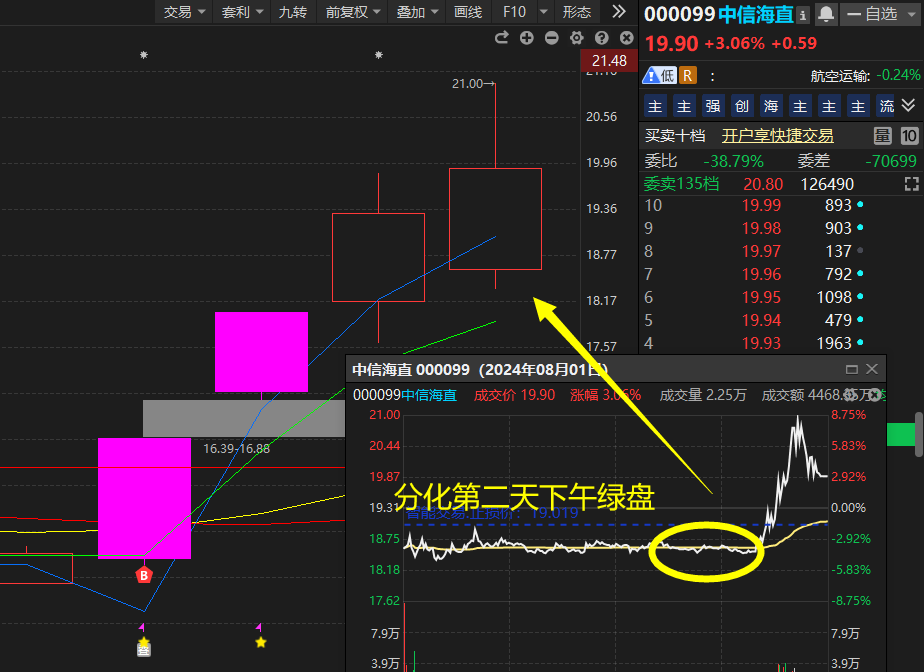 交易 套利 九转 前复权 叠加 画线 F10 形态
000099 中信海直 自选
19.90 +3.06% +0.59
低 R : 航空运输: -0.24%
主 主 强 创 海 主 主 主 流
买卖十档 开户享快捷交易 量 10
委比 -38.79% 委差 -70699
委卖135档 20.80 126490
10 19.99 893
9 19.98 903
8 19.97 137
7 19.96 792
6 19.95 1098
5 19.94 479
4 19.93 1963
21.48
21.00→
20.56
19.96
19.36
18.77
18.17
17.57
16.39-16.88
B
中信海直 000099（2024年08月01日）
000099中信海直 成交价 19.90 涨幅 3.06% 成交量 2.25万 成交额 4468.
21.00 8.75%
20.44 5.83%
19.87 2.92%
分化第二天下午绿盘
19.31 0.00%
智能交易 止损价 19.019
18.75 -2.92%
18.18 -5.83%
17.62 -8.75%
7.9万 7.9万
3.9万 3.9万